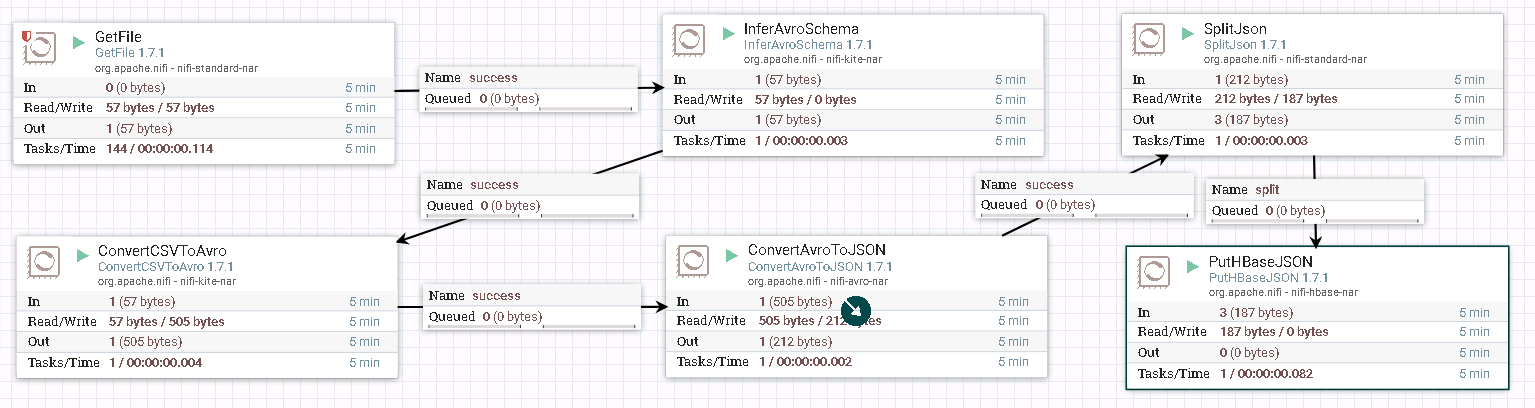 GetFile
GetFile 1.7.1
org.apache.nifi - nifi-standard-nar
In 0 (0 bytes) 5 min
Read/Write 57 bytes / 57 bytes 5 min
Out 1 (57 bytes) 5 min
Tasks/Time 144 / 00:00:00.114 5 min
Name success
Queued 0 (0 bytes)
InferAvroSchema
InferAvroSchema 1.7.1
org.apache.nifi - nifi-kite-nar
In 1 (57 bytes) 5 min
Read/Write 57 bytes / 0 bytes 5 min
Out 1 (57 bytes) 5 min
Tasks/Time 1 / 00:00:00.003 5 min
Name success
Queued 0 (0 bytes)
ConvertCSVToAvro
ConvertCSVToAvro 1.7.1
org.apache.nifi - nifi-kite-nar
In 1 (57 bytes) 5 min
Read/Write 57 bytes / 505 bytes 5 min
Out 1 (505 bytes) 5 min
Tasks/Time 1 / 00:00:00.004 5 min
Name success
Queued 0 (0 bytes)
ConvertAvroToJSON
ConvertAvroToJSON 1.7.1
org.apache.nifi - nifi-avro-nar
In 1 (505 bytes) 5 min
Read/Write 505 bytes / 212 bytes 5 min
Out 1 (212 bytes) 5 min
Tasks/Time 1 / 00:00:00.002 5 min
Name success
Queued 0 (0 bytes)
SplitJson
SplitJson 1.7.1
org.apache.nifi - nifi-standard-nar
In 1 (212 bytes) 5 min
Read/Write 212 bytes / 187 bytes 5 min
Out 3 (187 bytes) 5 min
Tasks/Time 1 / 00:00:00.003 5 min
Name split
Queued 0 (0 bytes)
PutHBaseJSON
PutHBaseJSON 1.7.1
org.apache.nifi - nifi-hbase-nar
In 3 (187 bytes) 5 min
Read/Write 187 bytes / 0 bytes 5 min
Out 0 (0 bytes) 5 min
Tasks/Time 1 / 00:00:00.082 5 min